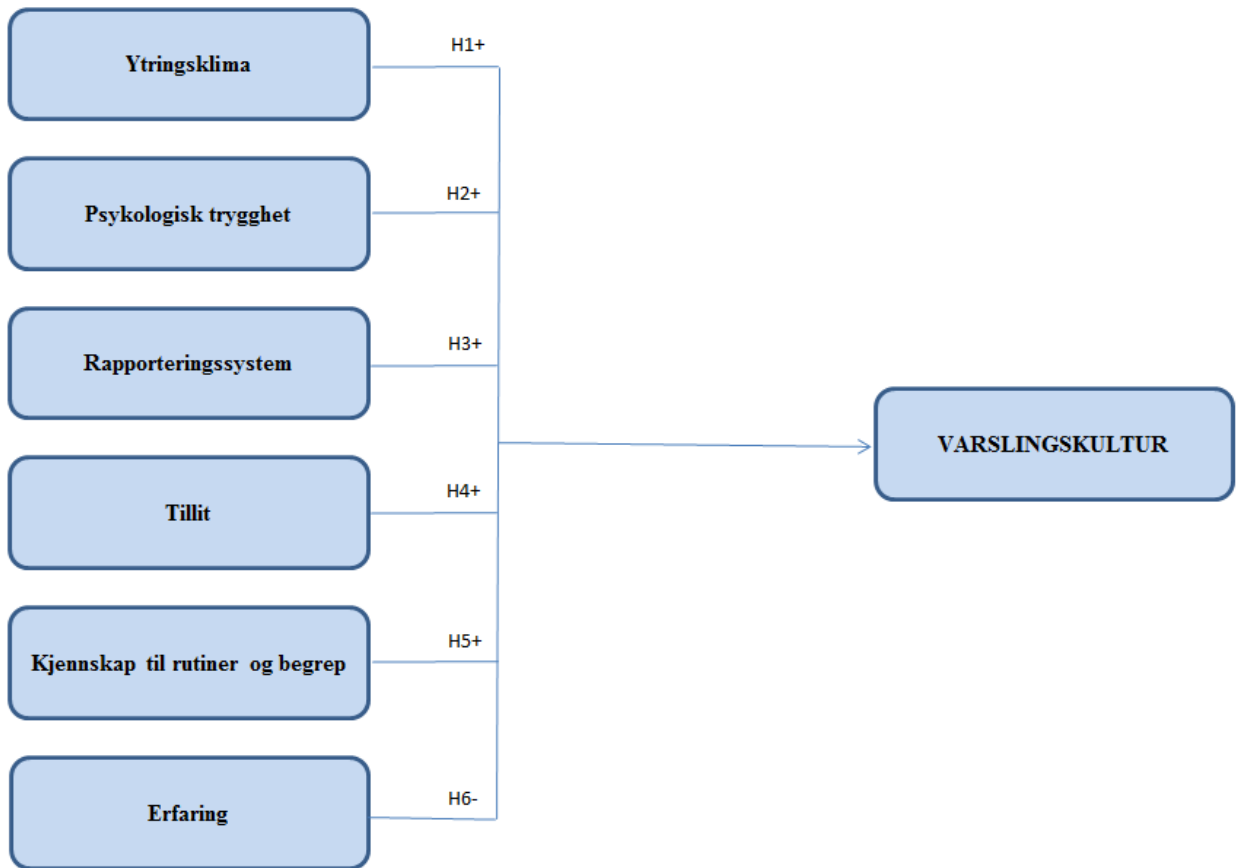 Ytringsklima
H1+
Psykologisk trygghet
H2+
Rapporteringssystem
H3+
Tillit
H4+
Kjennskap til rutiner og begrep
H5+
Erfaring
H6-
VARSLINGSKULTUR